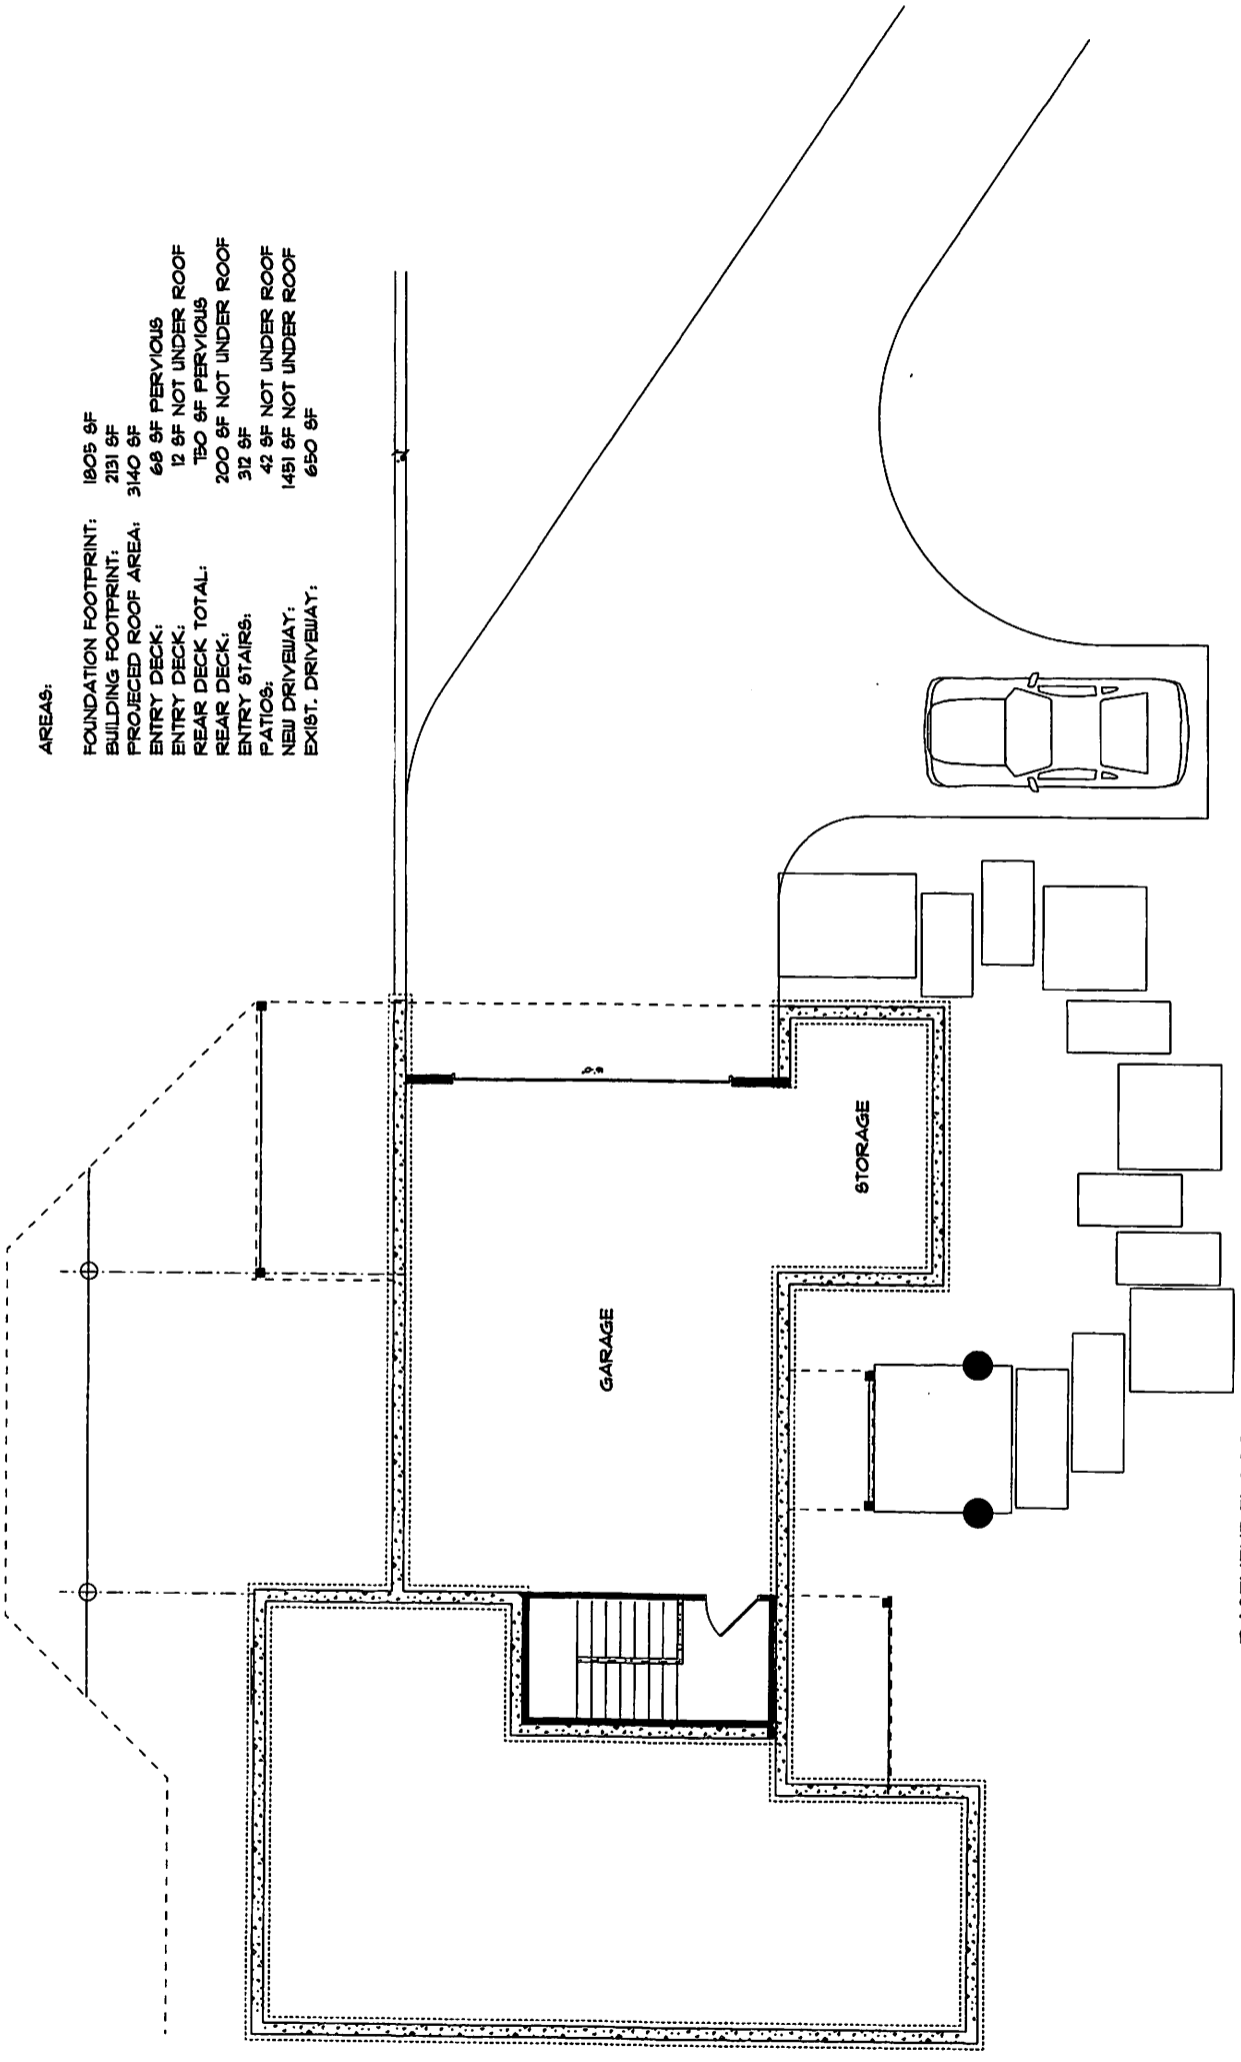 AREAS:
FOUNDATION FOOTPRINT: 1805 SF
BUILDING FOOTPRINT: 2131 SF
PROJECED ROOF AREA: 3140 SF
ENTRY DECK: 68 SF PERVIOUS
ENTRY DECK: 12 SF NOT UNDER ROOF
REAR DECK TOTAL: 750 SF PERVIOUS
REAR DECK: 200 SF NOT UNDER ROOF
ENTRY STAIRS: 312 SF
PATIOS: 42 SF NOT UNDER ROOF
NEW DRIVEWAY: 1451 SF NOT UNDER ROOF
EXIST. DRIVEWAY: 650 SF
GARAGE
STORAGE